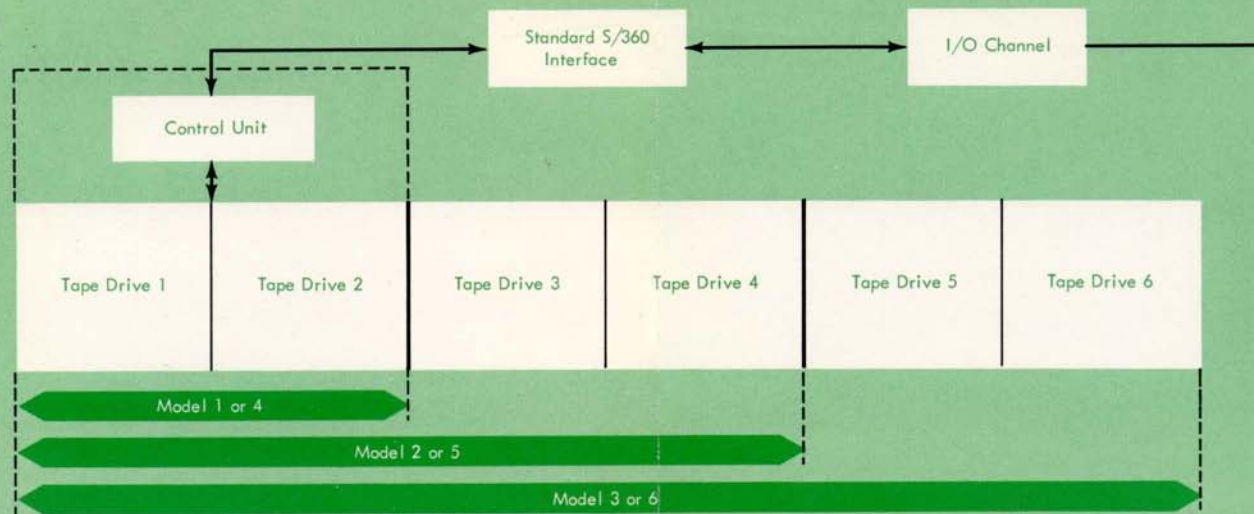 Standard S/360
Interface
I/O Channel
Control Unit
Tape Drive 1
Tape Drive 2
Tape Drive 3
Tape Drive 4
Tape Drive 5
Tape Drive 6
Model 1 or 4
Model 2 or 5
Model 3 or 6